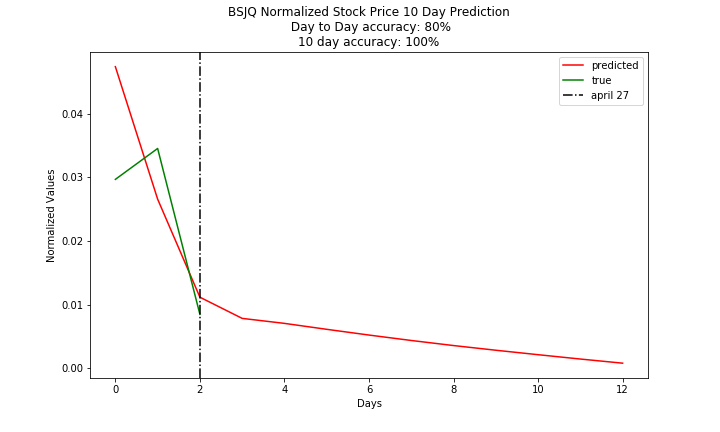 BSJQ Normalized Stock Price 10 Day Prediction
Day to Day accuracy: 80%
10 day accuracy: 100%
predicted
true
april 27
Normalized Values
0.04
0.03
0.02
0.01
0.00
0 2 4 6 8 10 12
Days